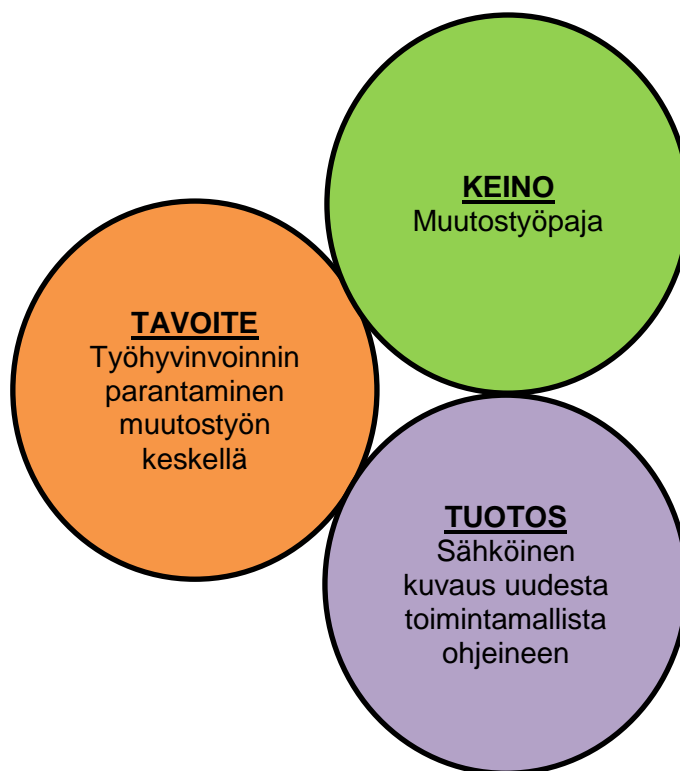 KEINO
Muutostyöpaja
TAVOITE
Työhyvinvoinnin
parantaminen
muutostyön
keskellä
TUOTOS
Sähköinen
kuvaus uudesta
toimintamallista
ohjeineen